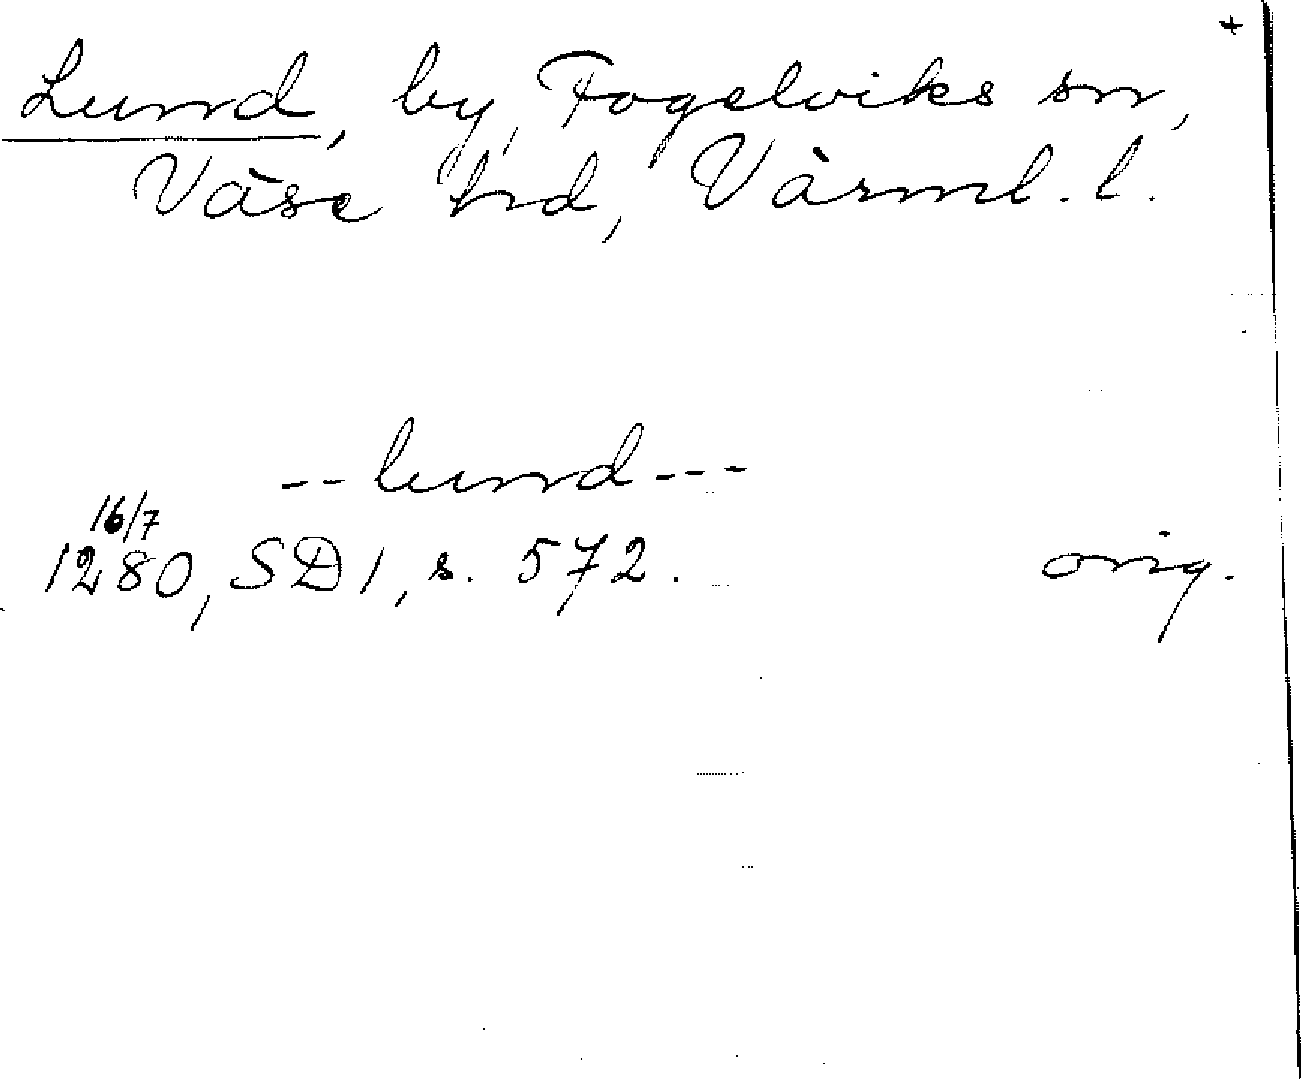 +
Lund, by, Fogelviks sn,
Väse hd, Värml. l.
-- lund ---
16/7
1280, SD 1, s. 572. orig.